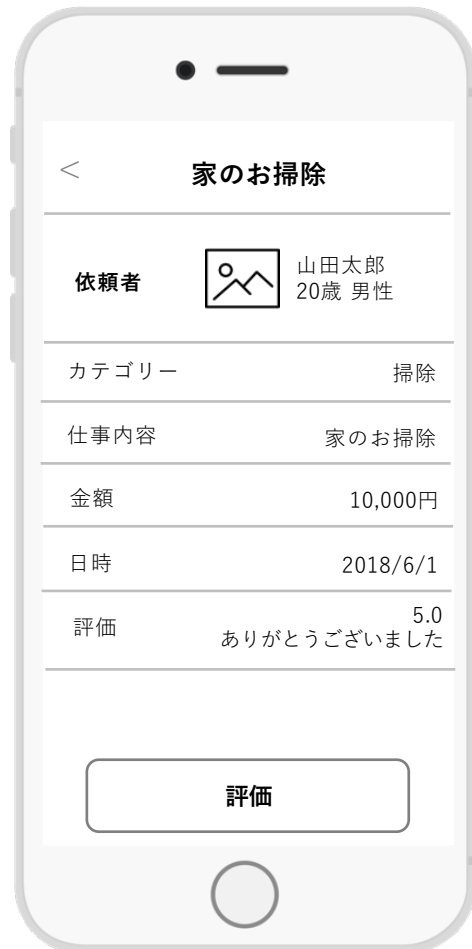 < 家のお掃除
依頼者
山田太郎
20歳 男性
カテゴリー 掃除
仕事内容 家のお掃除
金額 10,000円
日時 2018/6/1
評価 5.0
ありがとうございました
評価